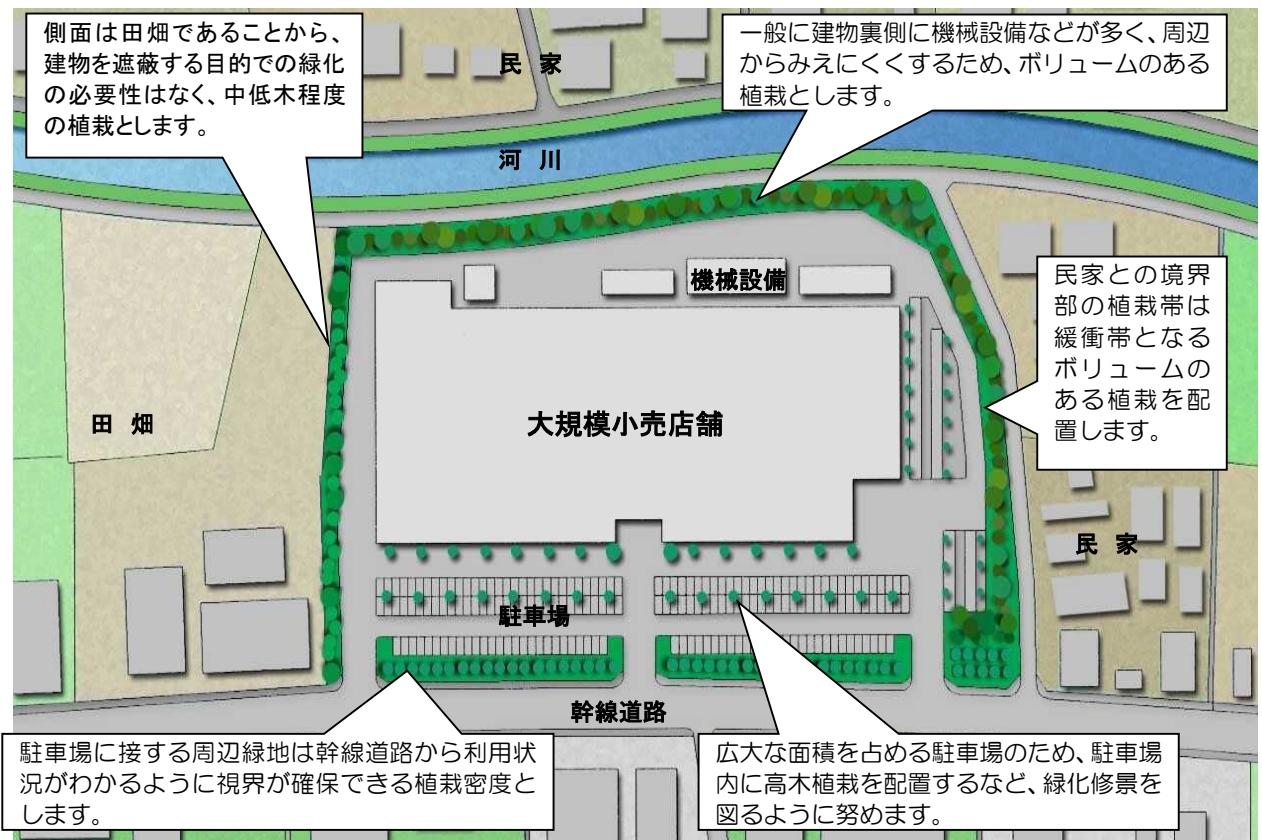 側面は田畑であることから、
建物を遮蔽する目的での緑化
の必要性はなく、中低木程度
の植栽とします。
民 家
一般に建物裏側に機械設備などが多く、周辺
からみえにくくするため、ボリュームのある
植栽とします。
河 川
機械設備
民家との境界
部の植栽帯は
緩衝帯となる
ボリュームの
ある植栽を配
置します。
田 畑
大規模小売店舗
民 家
駐車場
幹線道路
駐車場に接する周辺緑地は幹線道路から利用状
況がわかるように視界が確保できる植栽密度と
します。
広大な面積を占める駐車場のため、駐車場
内に高木植栽を配置するなど、緑化修景を
図るように努めます。